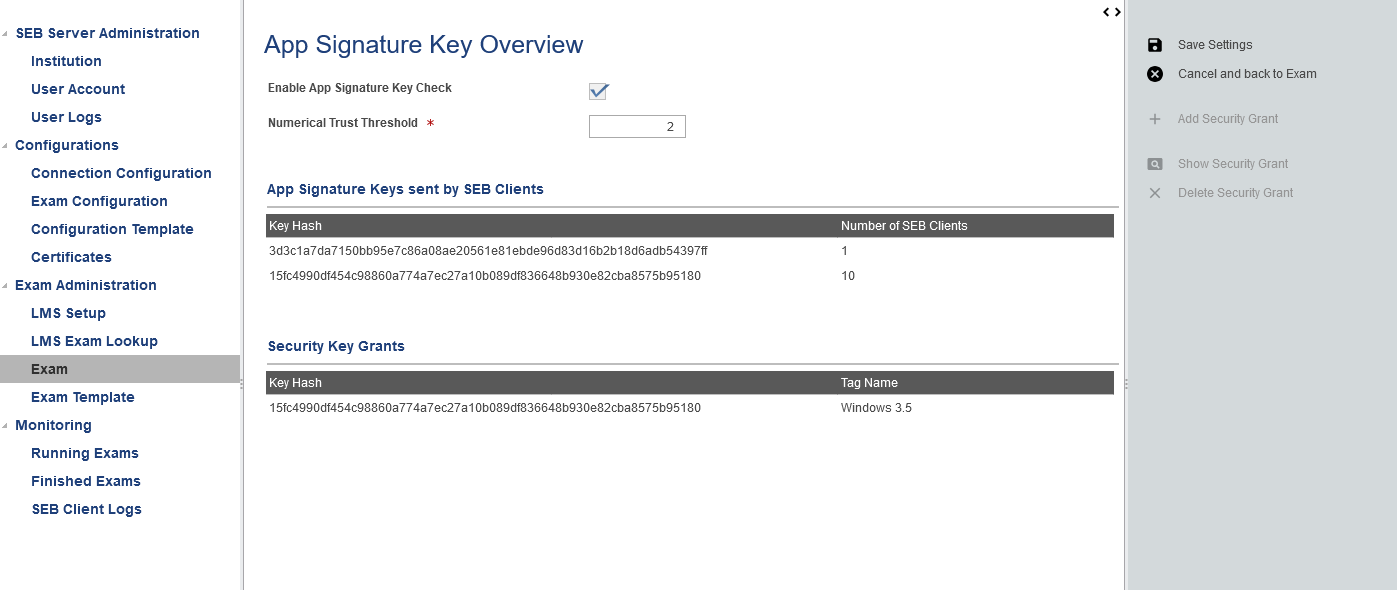 SEB Server Administration
Institution
User Account
User Logs
Configurations
Connection Configuration
Exam Configuration
Configuration Template
Certificates
Exam Administration
LMS Setup
LMS Exam Lookup
Exam
Exam Template
Monitoring
Running Exams
Finished Exams
SEB Client Logs
App Signature Key Overview
Enable App Signature Key Check
Numerical Trust Threshold *
2
App Signature Keys sent by SEB Clients
Key Hash Number of SEB Clients
3d3c1a7da7150bb95e7c86a08ae20561e81ebde96d83d16b2b18d6adb54397ff 1
15fc4990df454c98860a774a7ec27a10b089df836648b930e82cba8575b95180 10
Security Key Grants
Key Hash Tag Name
15fc4990df454c98860a774a7ec27a10b089df836648b930e82cba8575b95180 Windows 3.5
Save Settings
Cancel and back to Exam
Add Security Grant
Show Security Grant
Delete Security Grant